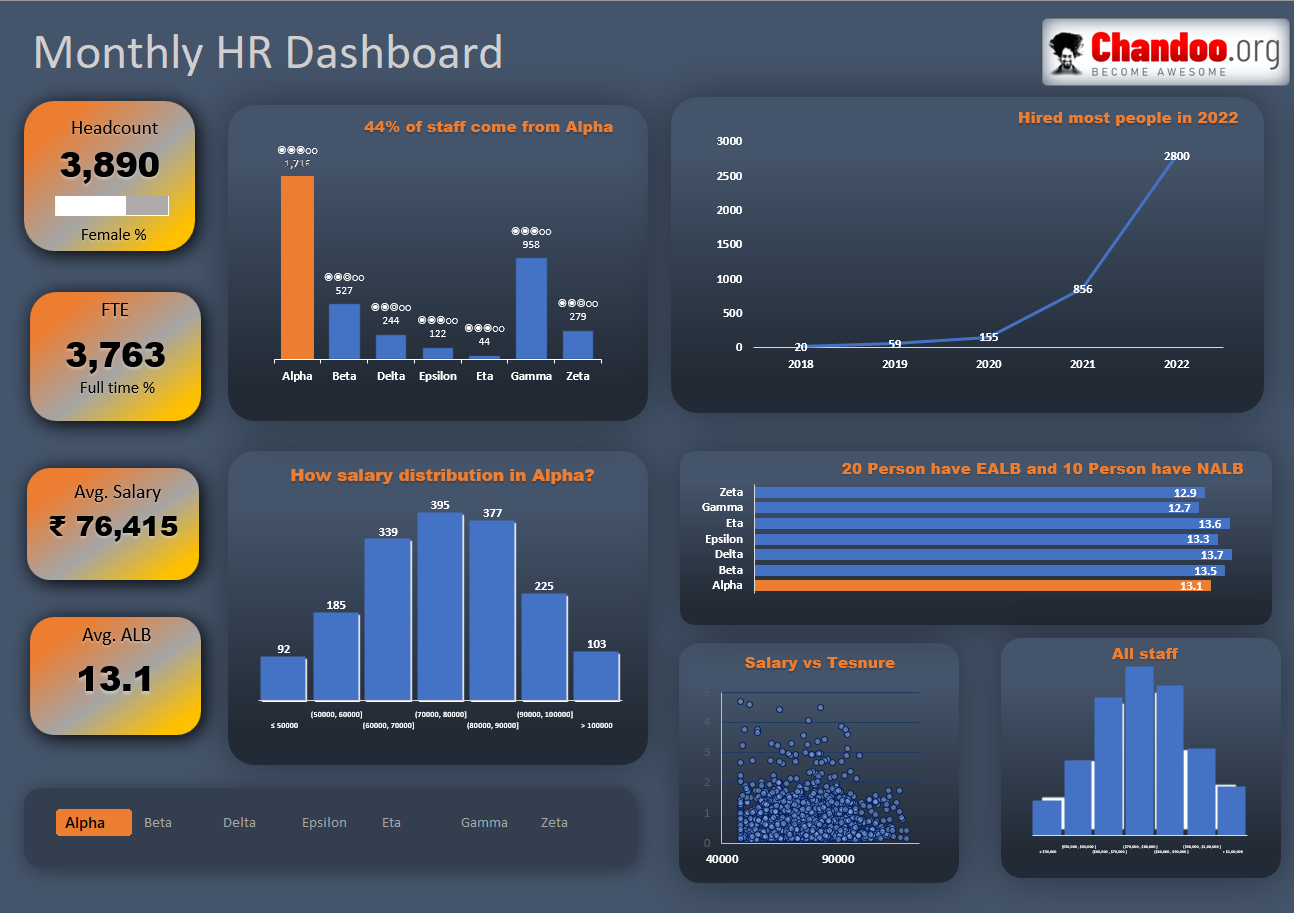 Monthly HR Dashboard
Chandoo.org
BECOME AWESOME
Headcount
3,890
Female %
FTE
3,763
Full time %
Avg. Salary
₹ 76,415
Avg. ALB
13.1
44% of staff come from Alpha
527
244
122
44
958
279
Alpha Beta Delta Epsilon Eta Gamma Zeta
Hired most people in 2022
3000
2500
2000
1500
1000
500
0
20 59 155 856 2800
2018 2019 2020 2021 2022
How salary distribution in Alpha?
92 185 339 395 377 225 103
≤ 50000 (50000, 60000] (60000, 70000] (70000, 80000] (80000, 90000] (90000, 100000] > 100000
20 Person have EALB and 10 Person have NALB
Zeta 12.9
Gamma 12.7
Eta 13.6
Epsilon 13.3
Delta 13.7
Beta 13.5
Alpha 13.1
Salary vs Tesnure
5
4
3
2
1
0
40000 90000
All staff
Alpha Beta Delta Epsilon Eta Gamma Zeta